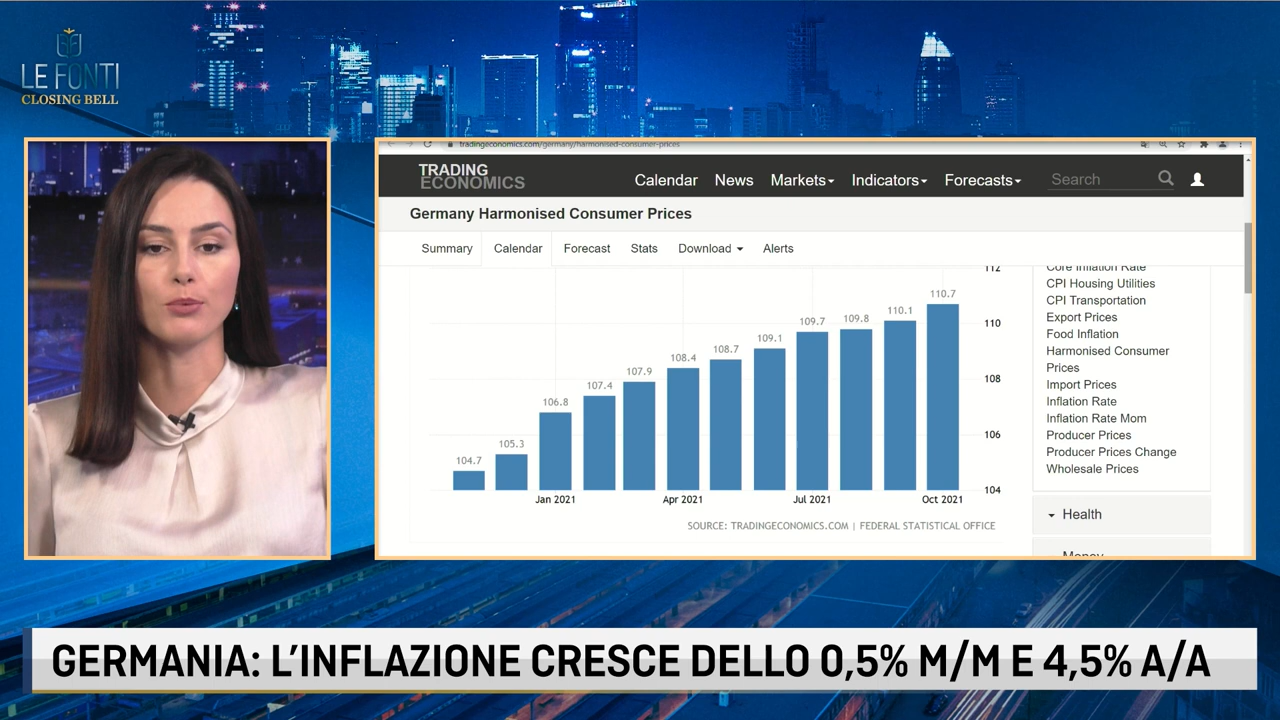 LE FONTI
CLOSING BELL
tradingeconomics.com/germany/harmonised-consumer-prices
TRADING
ECONOMICS
Calendar News Markets Indicators Forecasts Search
Germany Harmonised Consumer Prices
Summary Calendar Forecast Stats Download Alerts
112
110
108
106
104
104.7
105.3
106.8
107.4
107.9
108.4
108.7
109.1
109.7
109.8
110.1
110.7
Jan 2021 Apr 2021 Jul 2021 Oct 2021
SOURCE: TRADINGECONOMICS.COM | FEDERAL STATISTICAL OFFICE
Core Inflation Rate
CPI Housing Utilities
CPI Transportation
Export Prices
Food Inflation
Harmonised Consumer
Prices
Import Prices
Inflation Rate
Inflation Rate Mom
Producer Prices
Producer Prices Change
Wholesale Prices
Health
Money
GERMANIA: L'INFLAZIONE CRESCE DELLO 0,5% M/M E 4,5% A/A